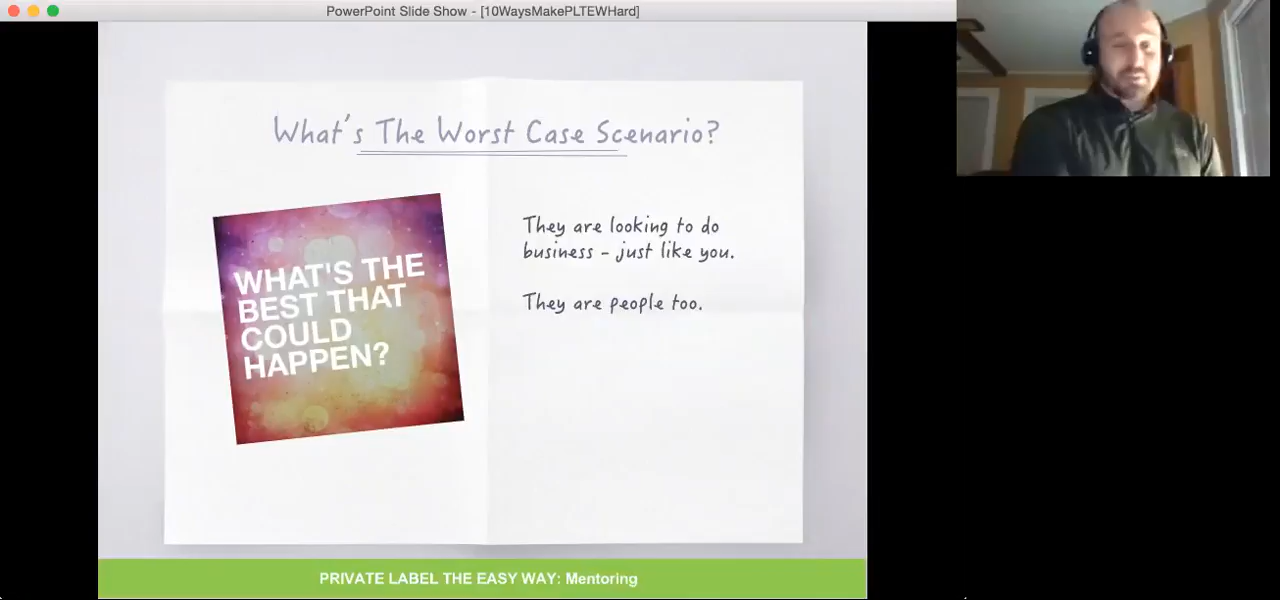 PowerPoint Slide Show - [10WaysMakePLTEWHard]
What's The Worst Case Scenario?
WHAT'S THE
BEST THAT
COULD
HAPPEN?
They are looking to do
business - just like you.
They are people too.
PRIVATE LABEL THE EASY WAY: Mentoring